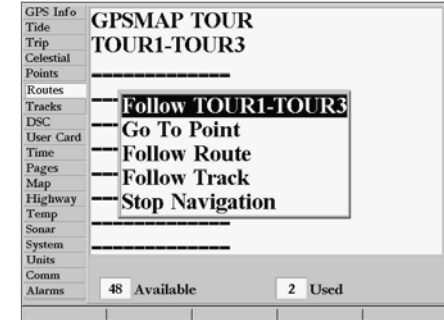 GPS Info
Tide
Trip
Celestial
Points
Routes
Tracks
DSC
User Card
Time
Pages
Map
Highway
Temp
Sonar
System
Units
Comm
Alarms
GPSMAP TOUR
TOUR1-TOUR3
Follow TOUR1-TOUR3
Go To Point
Follow Route
Follow Track
Stop Navigation
48 Available 2 Used